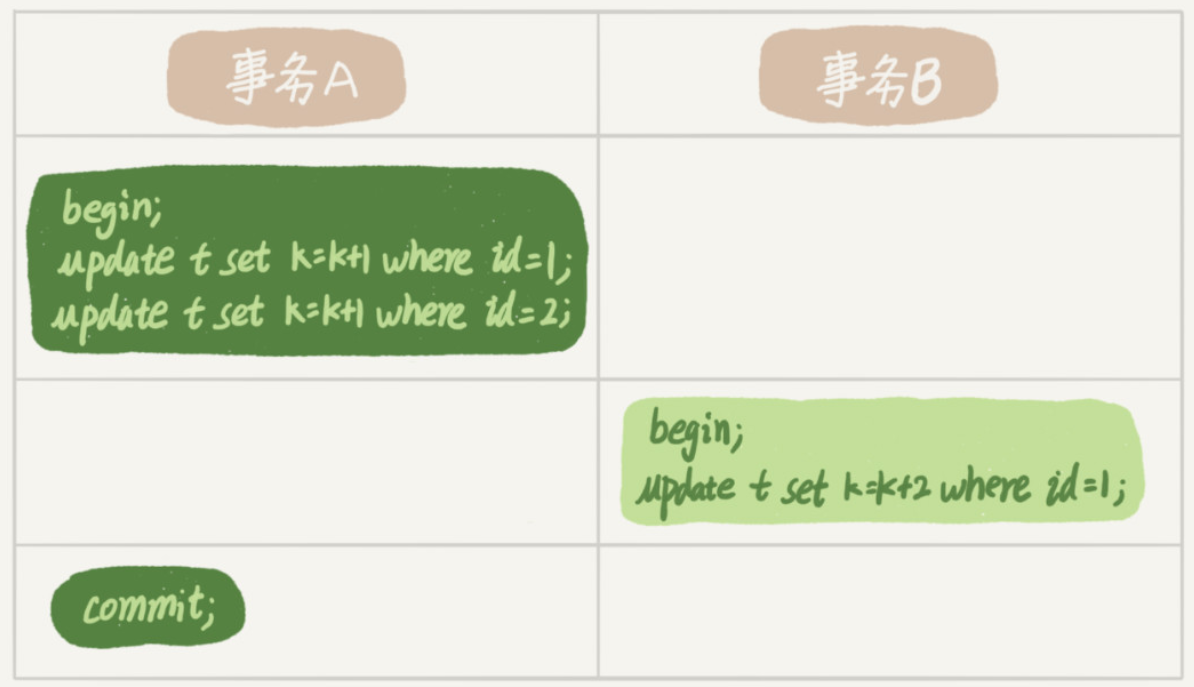 事务A
事务B
begin;
update t set k=k+1 where id=1;
update t set k=k+1 where id=2;
begin;
update t set k=k+2 where id=1;
commit;